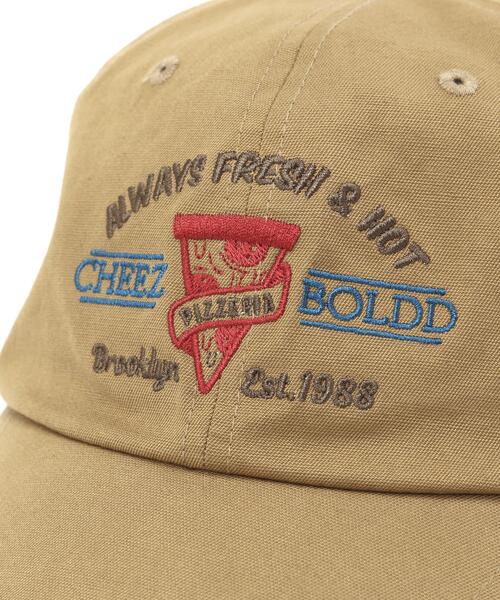 ALWAYS FRESH & HOT
CHEEZ BOLDD
PIZZERIA
Brooklyn Est. 1988